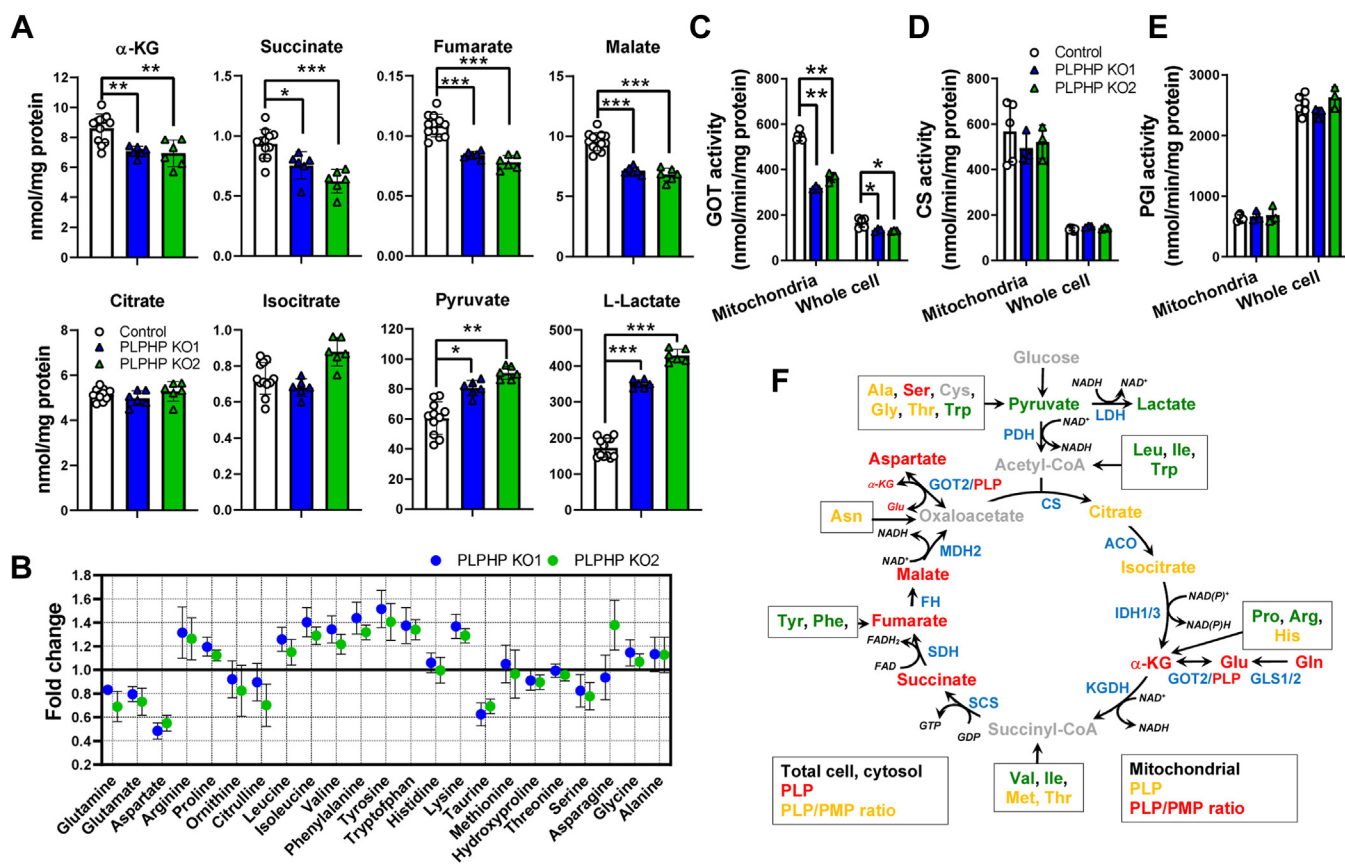 A
α-KG
Succinate
Fumarate
Malate
nmol/mg protein
12
10
8
6
4
2
0
**
**
1.5
1.0
0.5
0.0
*
***
0.15
0.10
0.05
0.00
***
***
20
15
10
5
0
***
***
Citrate
Isocitrate
Pyruvate
L-Lactate
nmol/mg protein
8
6
4
2
0
Control
PLPHP KO1
PLPHP KO2
1.0
0.8
0.6
0.4
0.2
0.0
120
100
80
60
40
20
0
*
**
400
300
200
100
0
***
***
C
GOT activity
(nmol/min/mg protein)
800
600
400
200
0
**
**
*
*
Mitochondria
Whole cell
D
CS activity
(nmol/min/mg protein)
800
600
400
200
0
Control
PLPHP KO1
PLPHP KO2
Mitochondria
Whole cell
E
PGI activity
(nmol/min/mg protein)
3000
2000
1000
0
Mitochondria
Whole cell
B
PLPHP KO1
PLPHP KO2
Fold change
1.8
1.6
1.4
1.2
1.0
0.8
0.6
0.4
0.2
Glutamine
Glutamate
Aspartate
Arginine
Proline
Ornithine
Citrulline
Leucine
Isoleucine
Valine
Phenylalanine
Tyrosine
Tryptofphan
Histidine
Lysine
Taurine
Methionine
Hydroxyproline
Threonine
Serine
Asparagine
Glycine
Alanine
F
Glucose
Ala, Ser, Cys,
Gly, Thr, Trp
Pyruvate
NADH
NAD⁺
LDH
Lactate
PDH
NAD⁺
NADH
Acetyl-CoA
Leu, Ile,
Trp
Aspartate
α-KG
GOT2/PLP
Glu
Oxaloacetate
CS
Citrate
Asn
NADH
NAD⁺
MDH2
Malate
ACO
Isocitrate
FH
Tyr, Phe,
Fumarate
IDH1/3
NAD(P)⁺
NAD(P)H
Pro, Arg,
His
FADH₂
FAD
SDH
α-KG
Glu
Gln
GOT2/PLP
GLS1/2
Succinate
KGDH
NAD⁺
NADH
SCS
GTP
GDP
Succinyl-CoA
Val, Ile,
Met, Thr
Total cell, cytosol
PLP
PLP/PMP ratio
Mitochondrial
PLP
PLP/PMP ratio